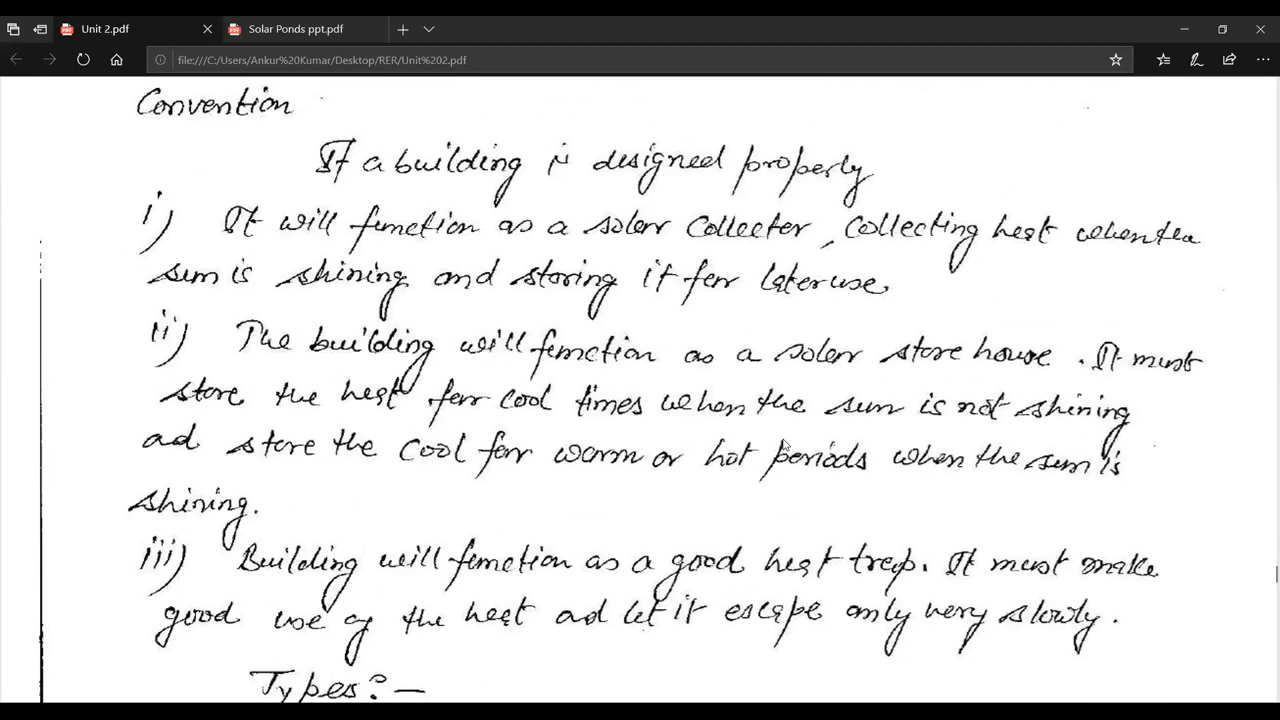 Unit 2.pdf
Solar Ponds ppt.pdf
file:///C:/Users/Ankur%20Kumar/Desktop/RER/Unit%202.pdf
Convention
If a building is designed properly
i) It will function as a solar collecter, collecting heat when the
sun is shining and storing it for later use.
ii) The building will function as a solar store house. It must
store the heat for cool times when the sun is not shining
ad store the cool for warm or hot periods when the sun is
shining.
iii) Building will function as a good heat trap. It must make
good use of the heat ad let it escape only very slowly.
Types:-